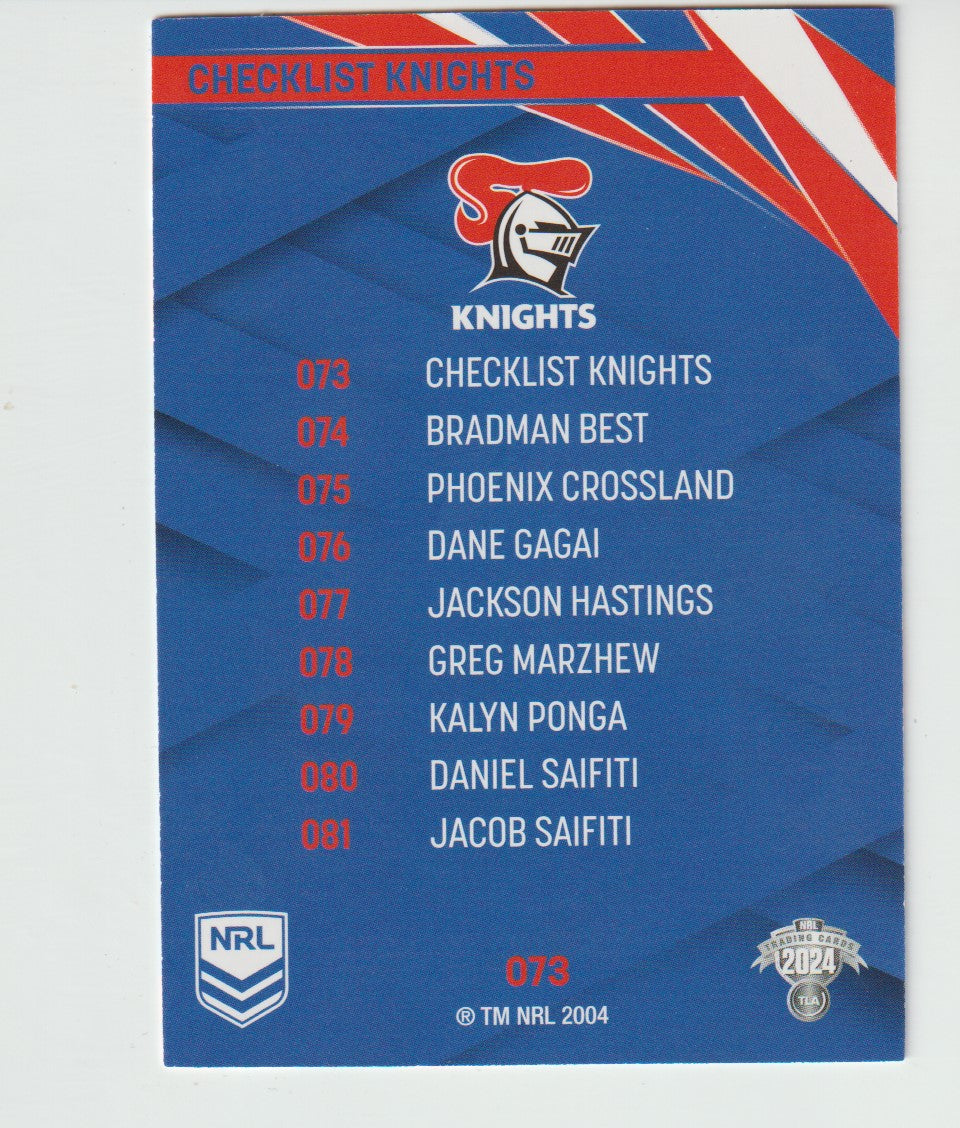 CHECKLIST KNIGHTS
KNIGHTS
073 CHECKLIST KNIGHTS
074 BRADMAN BEST
075 PHOENIX CROSSLAND
076 DANE GAGAI
077 JACKSON HASTINGS
078 GREG MARZHEW
079 KALYN PONGA
080 DANIEL SAIFITI
081 JACOB SAIFITI
NRL
073
® TM NRL 2004
NRL
TRADING CARDS
2024
TLA